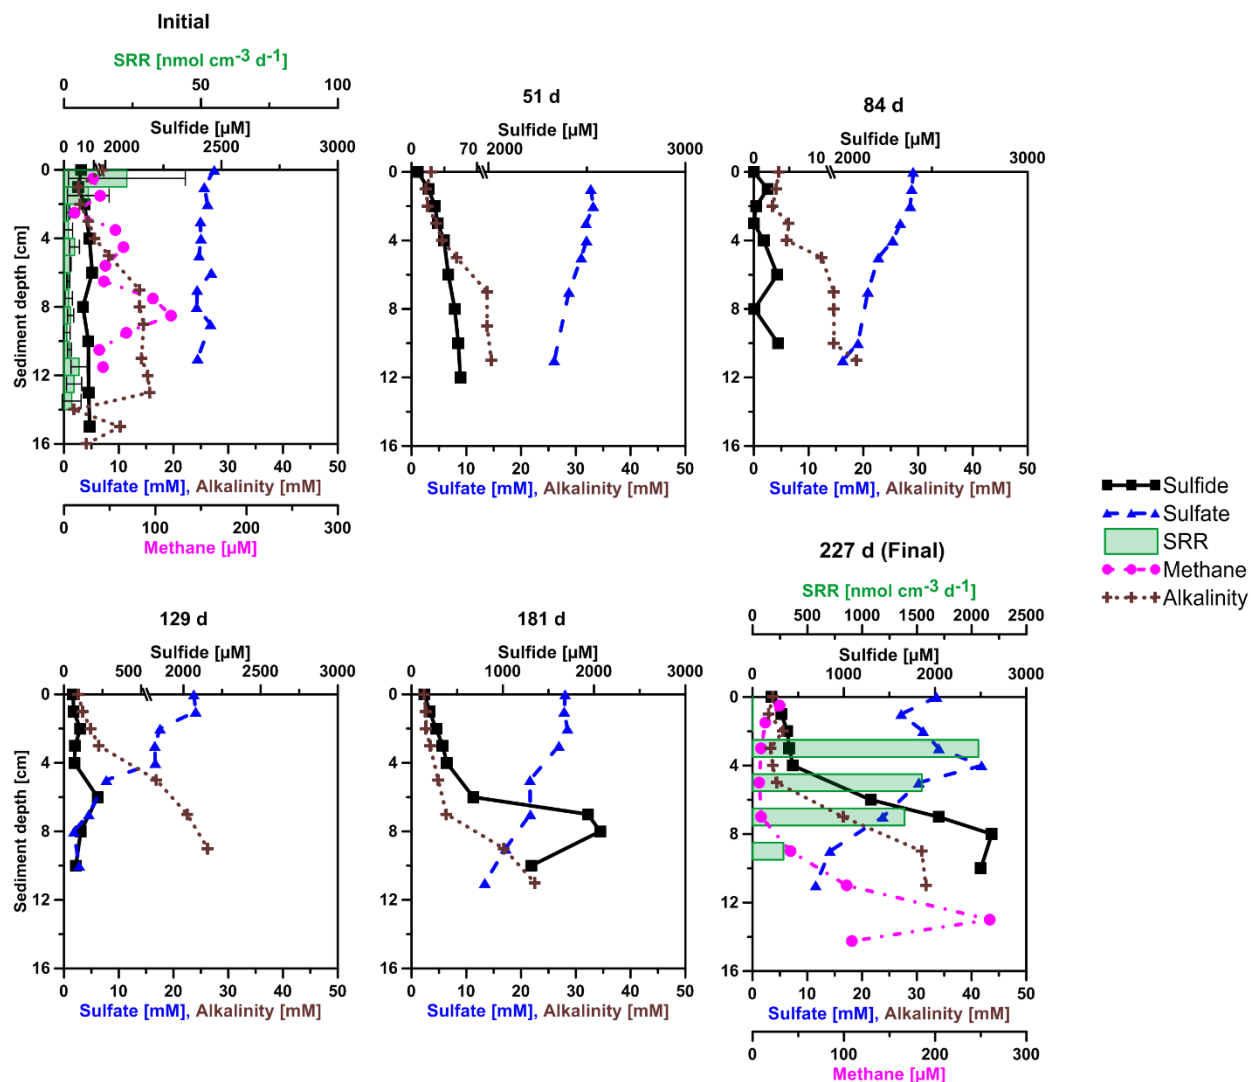 Initial
SRR [nmol cm-3 d-1]
0 50 100
Sulfide [µM]
0 10 2000 2500 3000
Sediment depth [cm]
0
4
8
12
16
0 10 20 30 40 50
Sulfate [mM], Alkalinity [mM]
0 100 200 300
Methane [µM]
51 d
Sulfide [µM]
0 70 2000 3000
0
4
8
12
16
0 10 20 30 40 50
Sulfate [mM], Alkalinity [mM]
84 d
Sulfide [µM]
0 10 2000 3000
0
4
8
12
16
0 10 20 30 40 50
Sulfate [mM], Alkalinity [mM]
Sulfide
Sulfate
SRR
Methane
Alkalinity
129 d
Sulfide [µM]
0 500 2000 2500 3000
Sediment depth [cm]
0
4
8
12
16
0 10 20 30 40 50
Sulfate [mM], Alkalinity [mM]
181 d
Sulfide [µM]
0 1000 2000 3000
0
4
8
12
16
0 10 20 30 40 50
Sulfate [mM], Alkalinity [mM]
227 d (Final)
SRR [nmol cm-3 d-1]
0 500 1000 1500 2000 2500
Sulfide [µM]
0 1000 2000 3000
0
4
8
12
16
0 10 20 30 40 50
Sulfate [mM], Alkalinity [mM]
0 100 200 300
Methane [µM]